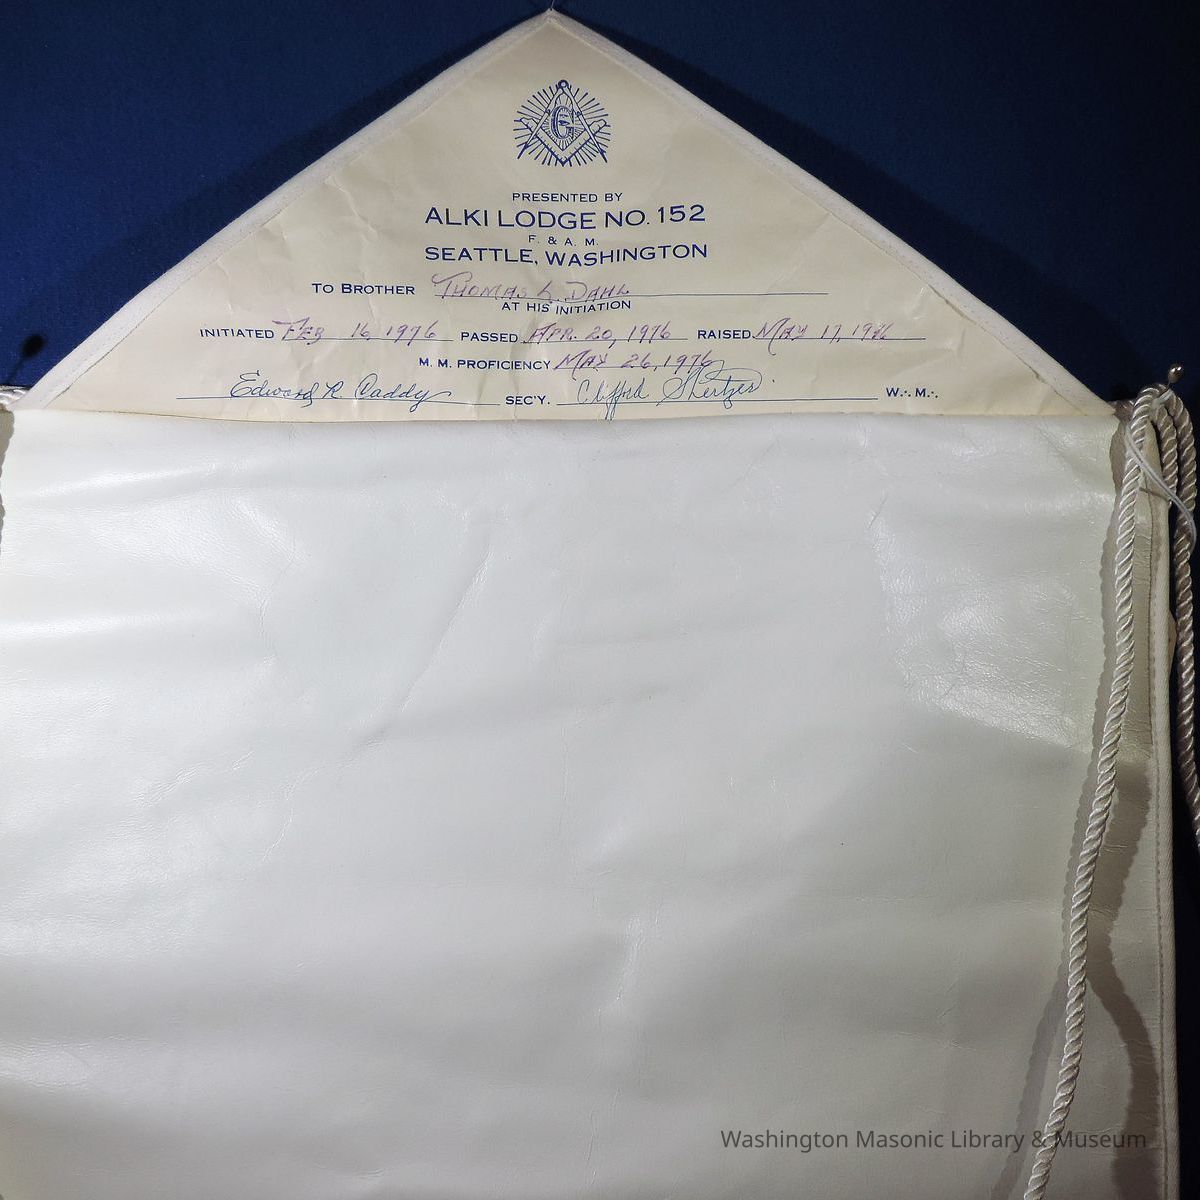 G
PRESENTED BY
ALKI LODGE NO. 152
F. & A. M.
SEATTLE, WASHINGTON
TO BROTHER THOMAS L. DAHL
AT HIS INITIATION
INITIATED FEB 16, 1976 PASSED APR. 20, 1976 RAISED MAY 17, 1976
M. M. PROFICIENCY MAY 26, 1976
Edward R. Caddy SEC'Y. Clifford Shertzer W∴ M∴
Washington Masonic Library & Museum